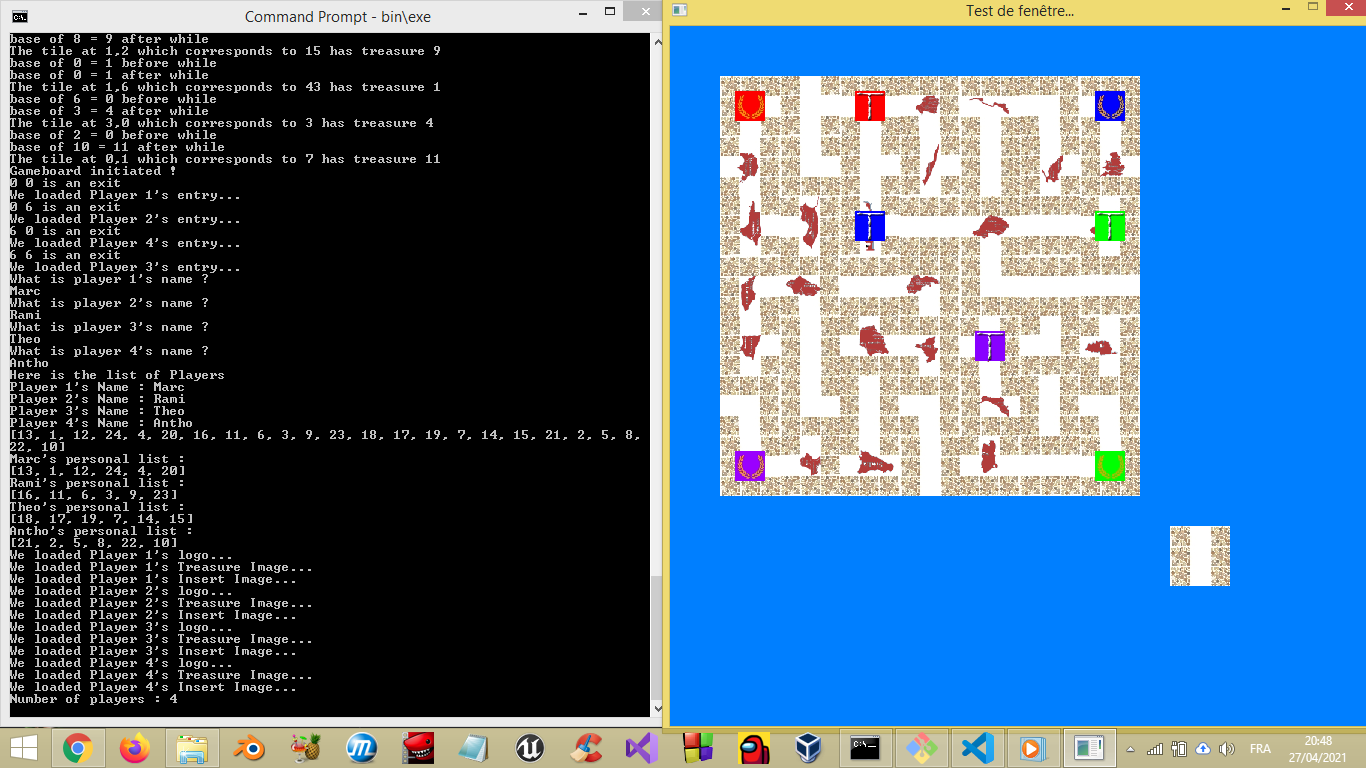 Command Prompt - bin\exe
base of 8 = 9 after while
The tile at 1,2 which corresponds to 15 has treasure 9
base of 0 = 1 before while
base of 0 = 1 after while
The tile at 1,6 which corresponds to 43 has treasure 1
base of 6 = 0 before while
base of 3 = 4 after while
The tile at 3,0 which corresponds to 3 has treasure 4
base of 2 = 0 before while
base of 10 = 11 after while
The tile at 0,1 which corresponds to 7 has treasure 11
Gameboard initiated !
0 0 is an exit
We loaded Player 1's entry...
0 6 is an exit
We loaded Player 2's entry...
6 0 is an exit
We loaded Player 4's entry...
6 6 is an exit
We loaded Player 3's entry...
What is player 1's name ?
Marc
What is player 2's name ?
Rami
What is player 3's name ?
Theo
What is player 4's name ?
Antho
Here is the list of Players
Player 1's Name : Marc
Player 2's Name : Rami
Player 3's Name : Theo
Player 4's Name : Antho
[13, 1, 12, 24, 4, 20, 16, 11, 6, 3, 9, 23, 18, 17, 19, 7, 14, 15, 21, 2, 5, 8,
22, 10]
Marc's personal list :
[13, 1, 12, 24, 4, 20]
Rami's personal list :
[16, 11, 6, 3, 9, 23]
Theo's personal list :
[18, 17, 19, 7, 14, 15]
Antho's personal list :
[21, 2, 5, 8, 22, 10]
We loaded Player 1's logo...
We loaded Player 1's Treasure Image...
We loaded Player 1's Insert Image...
We loaded Player 2's logo...
We loaded Player 2's Treasure Image...
We loaded Player 2's Insert Image...
We loaded Player 3's logo...
We loaded Player 3's Treasure Image...
We loaded Player 3's Insert Image...
We loaded Player 4's logo...
We loaded Player 4's Treasure Image...
We loaded Player 4's Insert Image...
Number of players : 4
Test de fenêtre...
FRA
20:48
27/04/2021